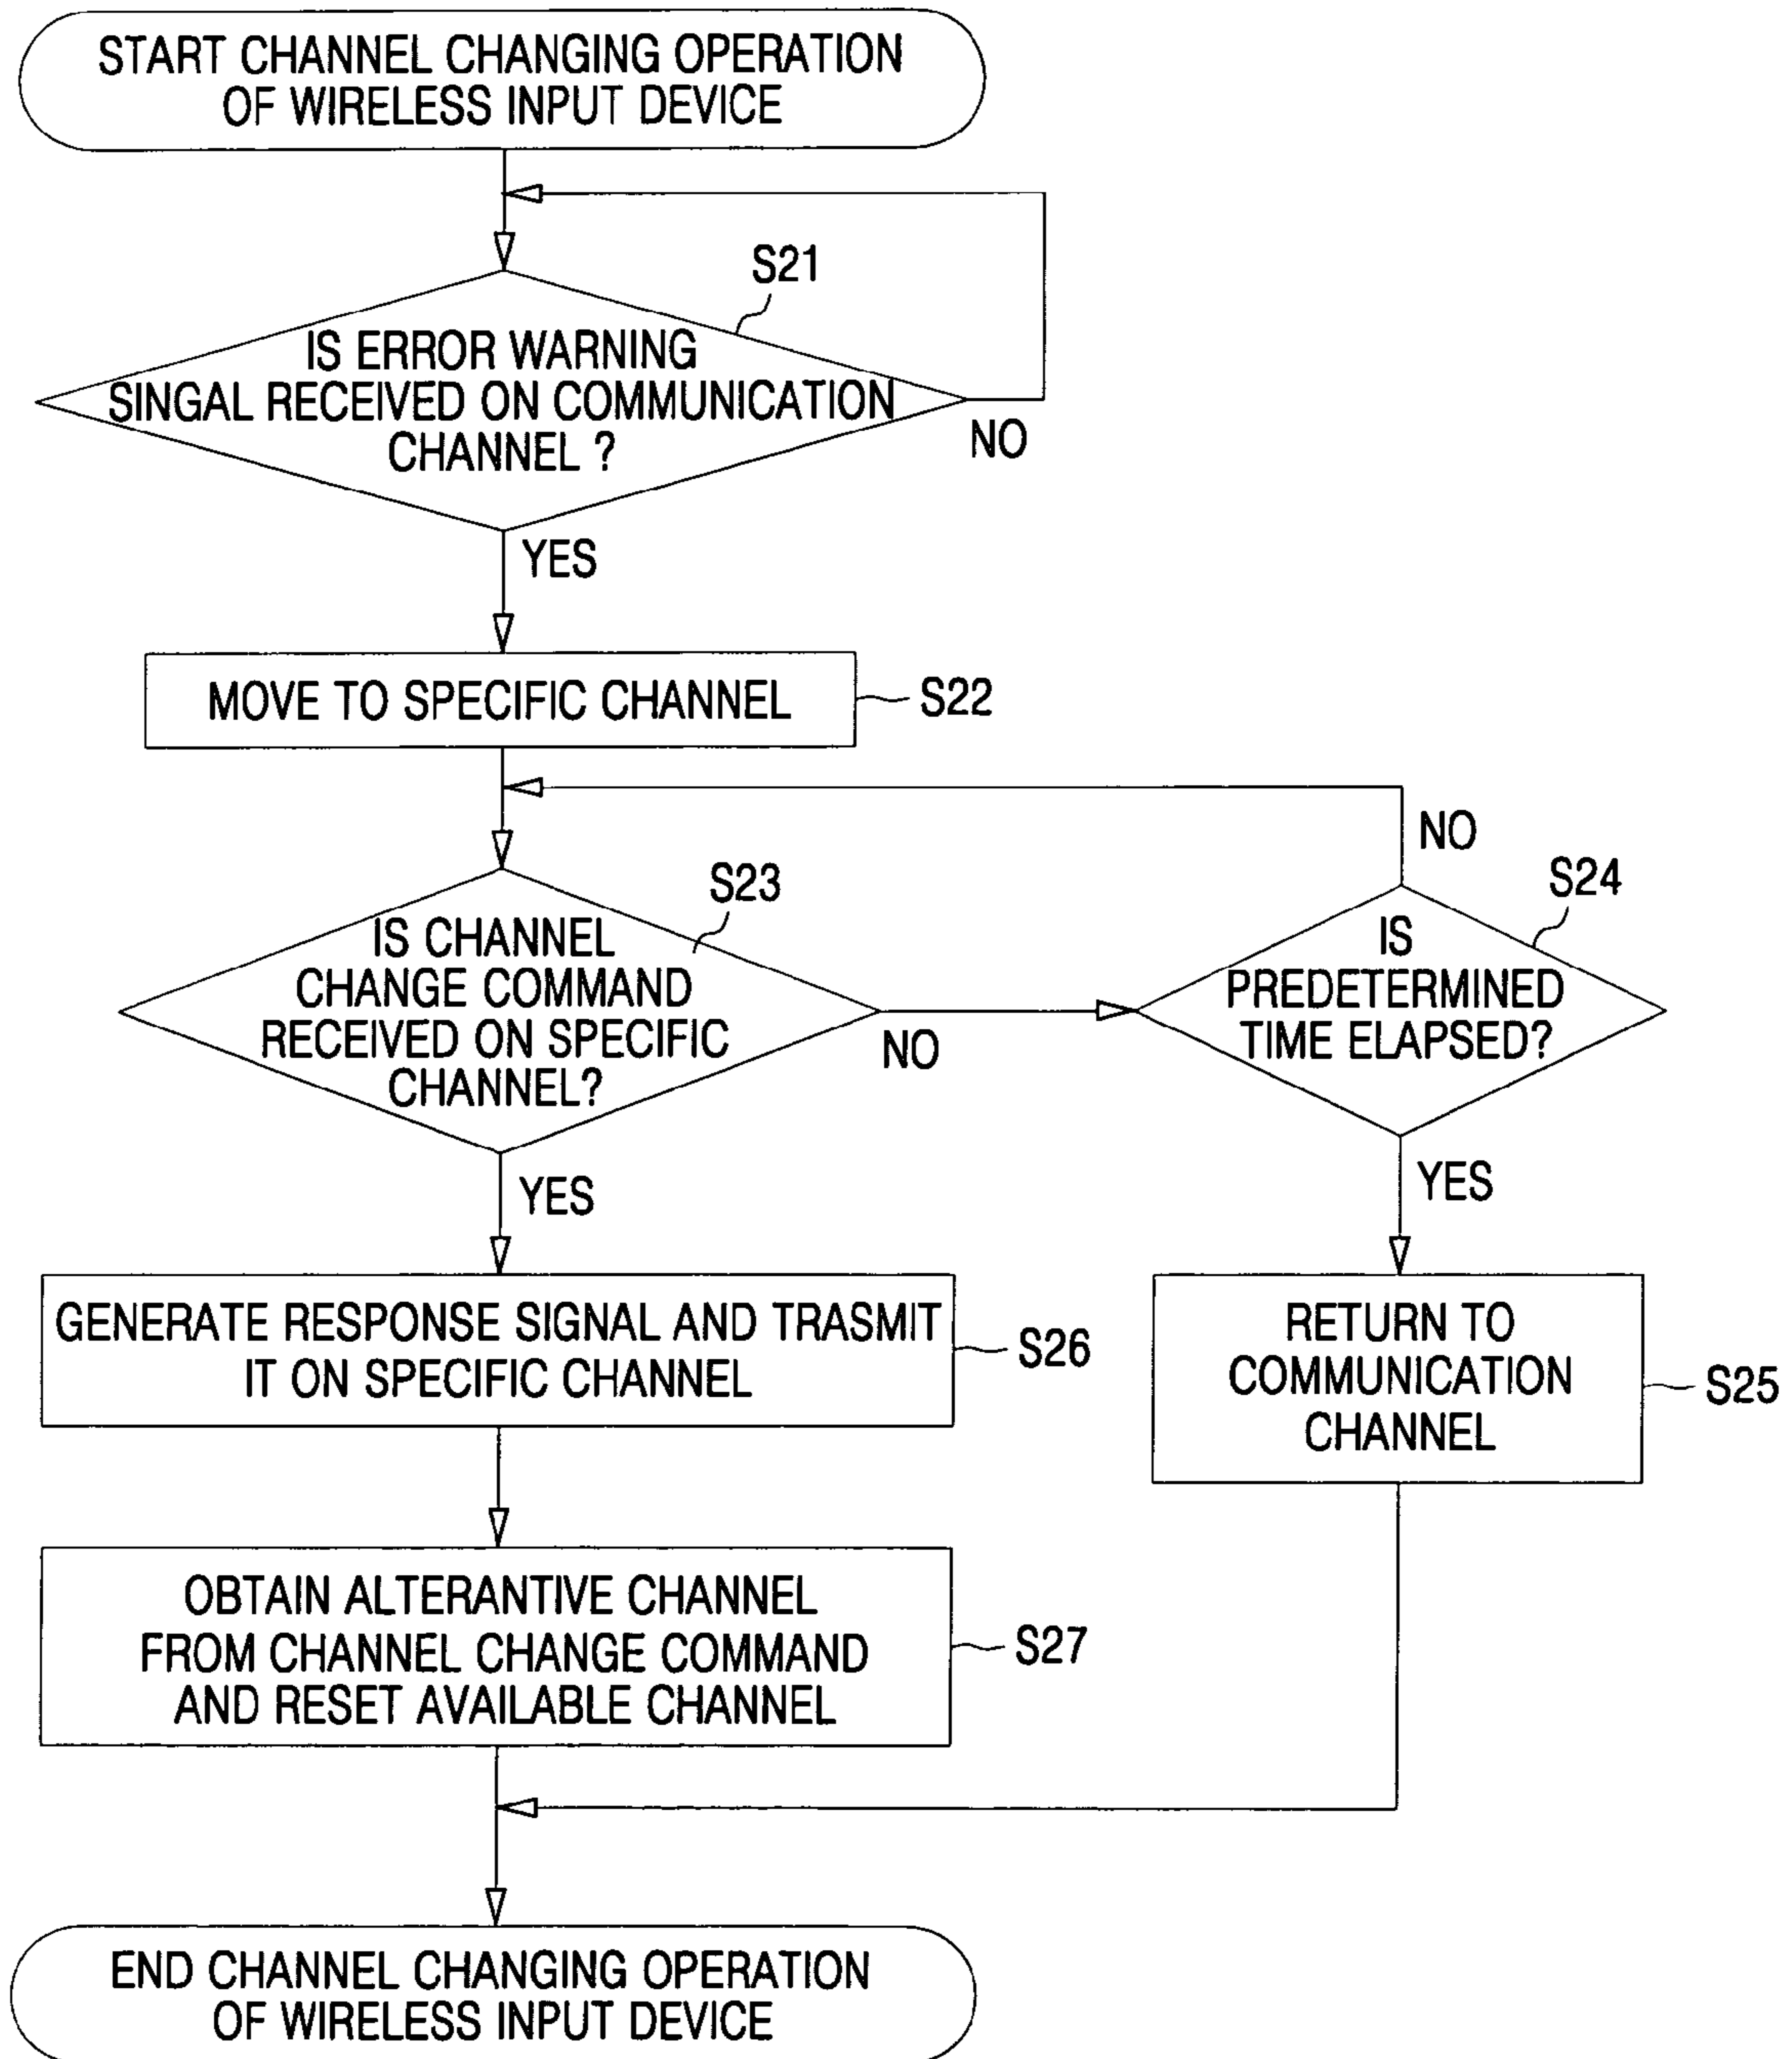 START CHANNEL CHANGING OPERATION
OF WIRELESS INPUT DEVICE
S21
IS ERROR WARNING
SINGAL RECEIVED ON COMMUNICATION
CHANNEL ?
NO
YES
MOVE TO SPECIFIC CHANNEL
S22
NO
S23
S24
IS CHANNEL
CHANGE COMMAND
RECEIVED ON SPECIFIC
CHANNEL?
NO
IS
PREDETERMINED
TIME ELAPSED?
YES
YES
GENERATE RESPONSE SIGNAL AND TRASMIT
IT ON SPECIFIC CHANNEL
S26
RETURN TO
COMMUNICATION
CHANNEL
S25
OBTAIN ALTERANTIVE CHANNEL
FROM CHANNEL CHANGE COMMAND
AND RESET AVAILABLE CHANNEL
S27
END CHANNEL CHANGING OPERATION
OF WIRELESS INPUT DEVICE